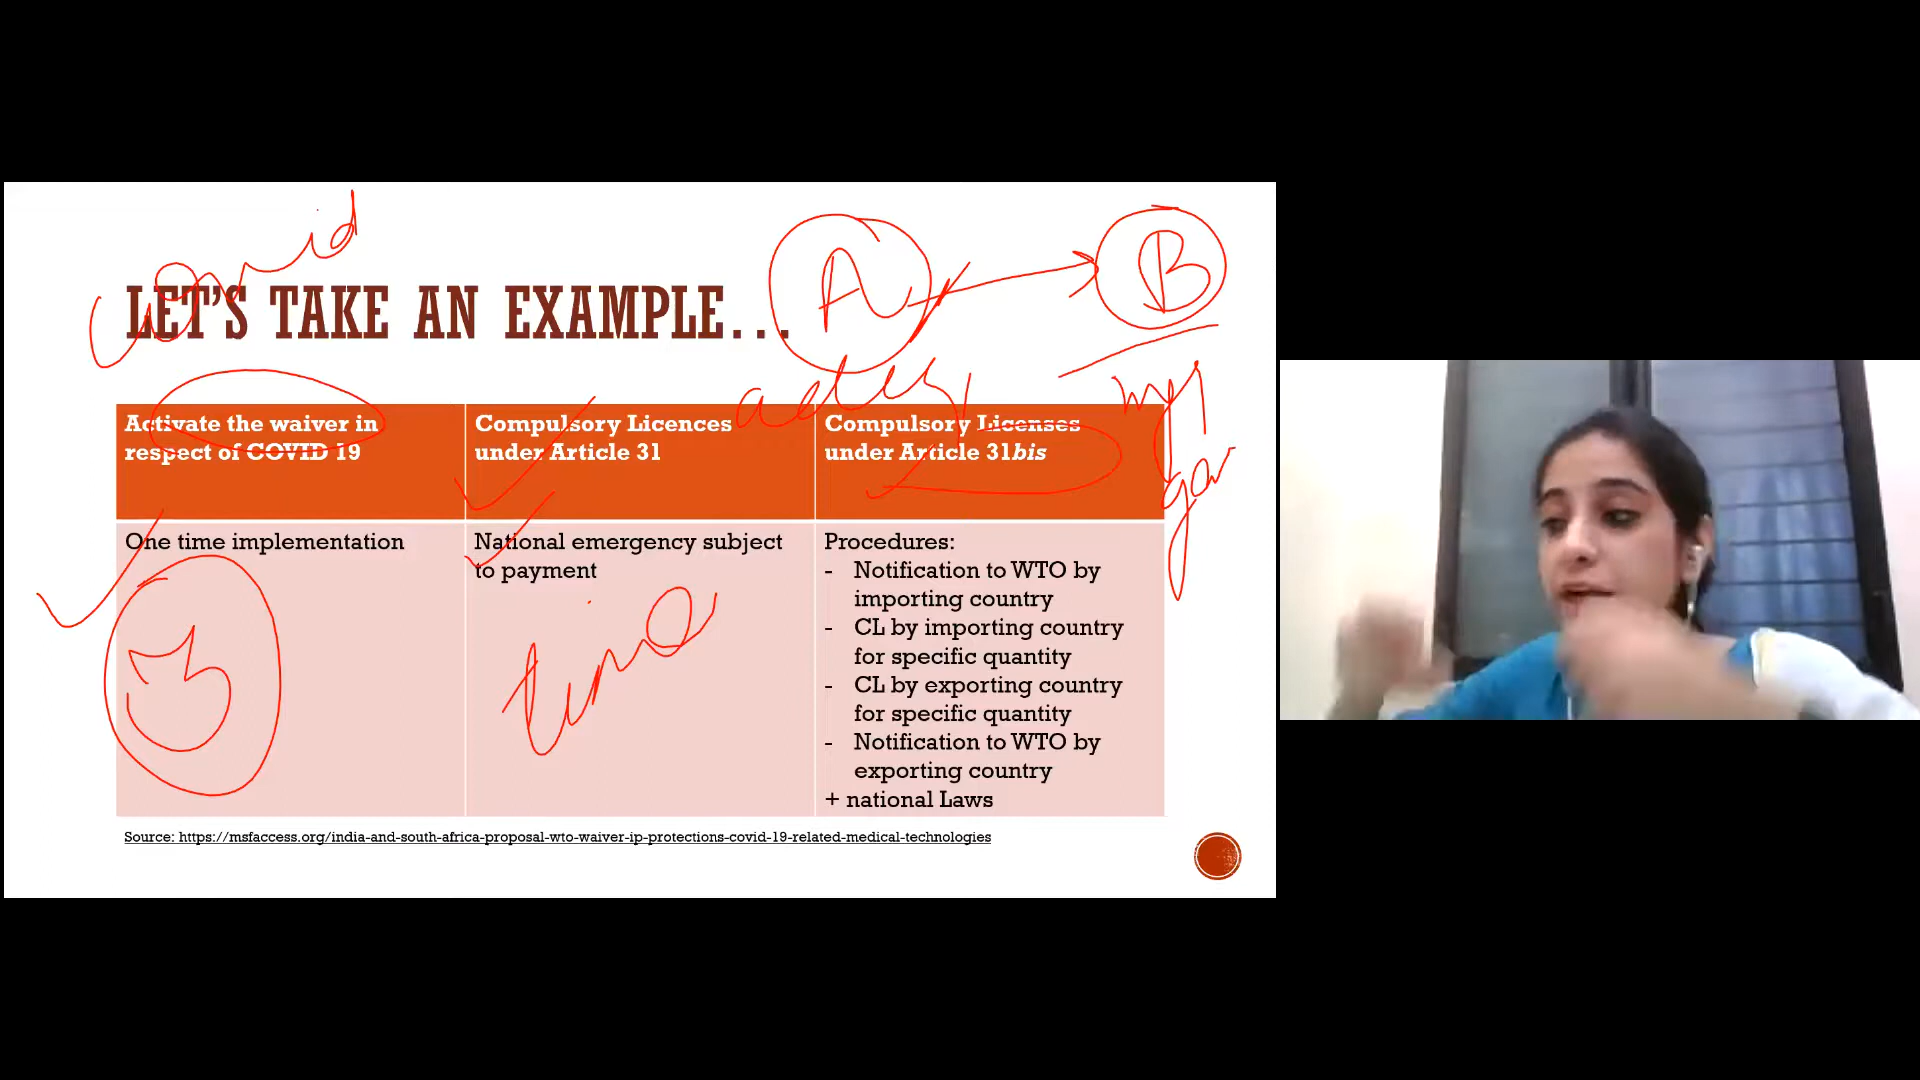 covid
A
B
LET'S TAKE AN EXAMPLE...
Activate the waiver in
respect of COVID 19
Compulsory Licences
under Article 31
Compulsory Licenses
under Article 31bis
One time implementation
3
National emergency subject
to payment
time
Procedures:
- Notification to WTO by
importing country
- CL by importing country
for specific quantity
- CL by exporting country
for specific quantity
- Notification to WTO by
exporting country
+ national Laws
Source: https://msfaccess.org/india-and-south-africa-proposal-wto-waiver-ip-protections-covid-19-related-medical-technologies